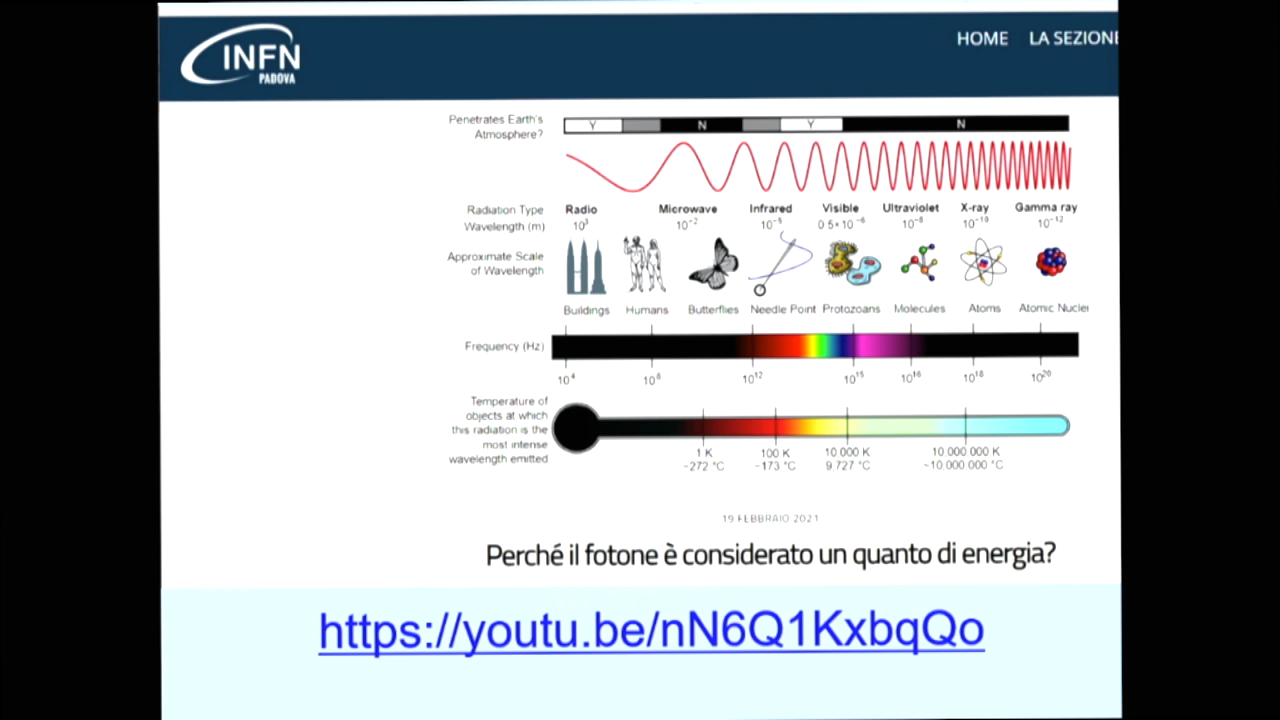 INFN
PADOVA
HOME LA SEZIONE
Penetrates Earth's
Atmosphere?
Y N Y N
Radiation Type
Radio Microwave Infrared Visible Ultraviolet X-ray Gamma ray
Wavelength (m)
10³ 10⁻² 10⁻⁵ 0.5×10⁻⁶ 10⁻⁸ 10⁻¹⁰ 10⁻¹²
Approximate Scale
of Wavelength
Buildings Humans Butterflies Needle Point Protozoans Molecules Atoms Atomic Nuclei
Frequency (Hz)
10⁴ 10⁸ 10¹² 10¹⁵ 10¹⁶ 10¹⁸ 10²⁰
Temperature of
objects at which
this radiation is the
most intense
wavelength emitted
1 K 100 K 10 000 K 10 000 000 K
-272 °C -173 °C 9.727 °C ~10 000 000 °C
19 FEBBRAIO 2021
Perché il fotone è considerato un quanto di energia?
https://youtu.be/nN6Q1KxbqQo